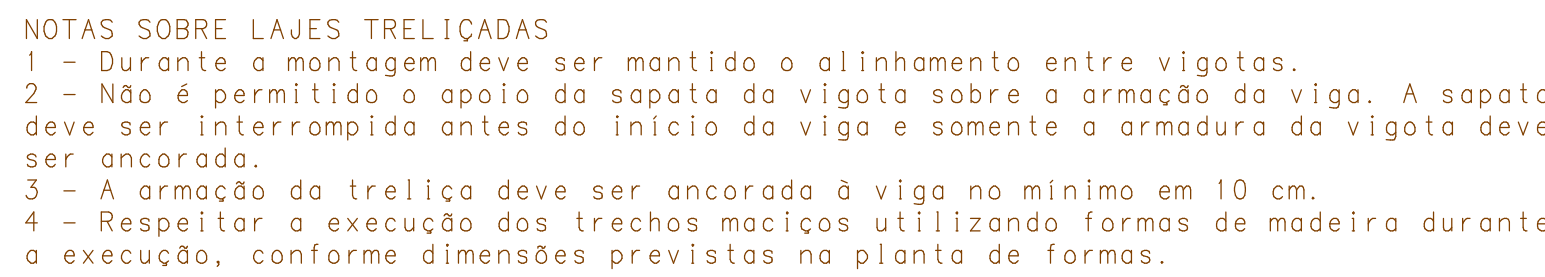 NOTAS SOBRE LAJES TRELIÇADAS
1 - Durante a montagem deve ser mantido o alinhamento entre vigotas.
2 - Não é permitido o apoio da sapata da vigota sobre a armação da viga. A sapata
deve ser interrompida antes do início da viga e somente a armadura da vigota deve
ser ancorada.
3 - A armação da treliça deve ser ancorada à viga no mínimo em 10 cm.
4 - Respeitar a execução dos trechos maciços utilizando formas de madeira durante
a execução, conforme dimensões previstas na planta de formas.